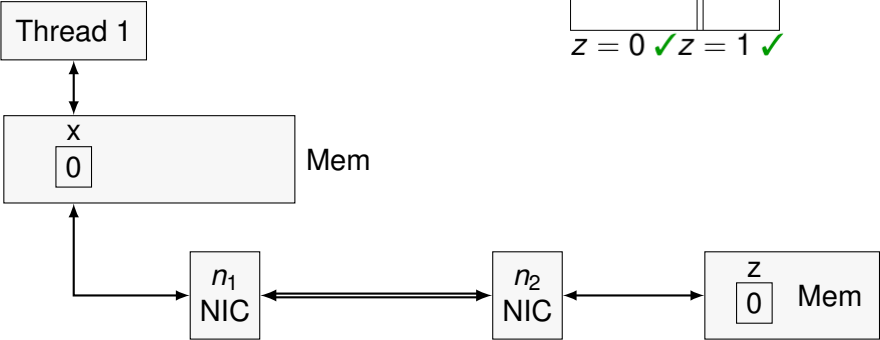 Thread 1
z = 0 ✓ z = 1 ✓
x
0
Mem
n₁
NIC
n₂
NIC
z
0
Mem